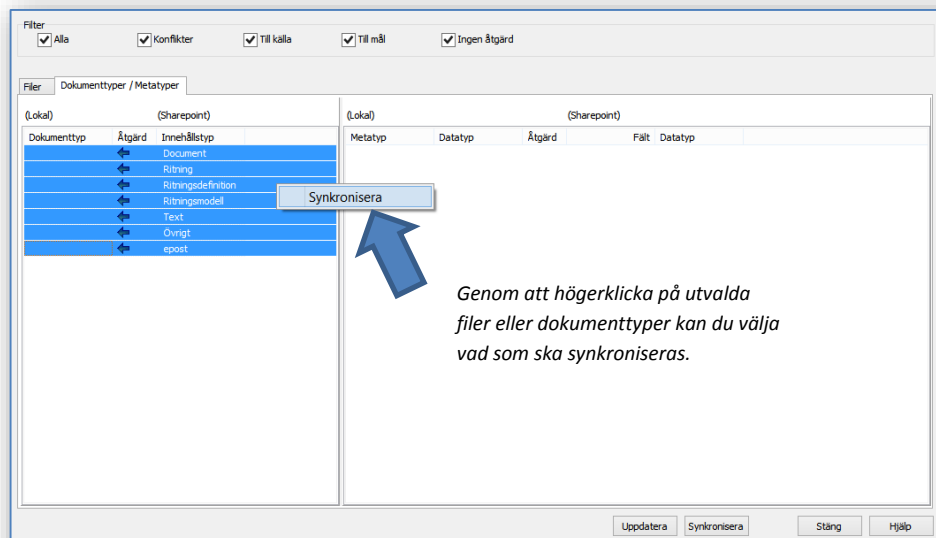 Filter
Alla Konflikter Till källa Till mål Ingen åtgärd
Filer Dokumenttyper / Metatyper
(Lokal) (Sharepoint) (Lokal) (Sharepoint)
Dokumenttyp Åtgärd Innehållstyp Metatyp Datatyp Åtgärd Fält Datatyp
Document
Ritning
Ritningsdefinition
Ritningsmodell
Synkronisera
Text
Övrigt
epost
Genom att högerklicka på utvalda
filer eller dokumenttyper kan du välja
vad som ska synkroniseras.
Uppdatera Synkronisera Stäng Hjälp